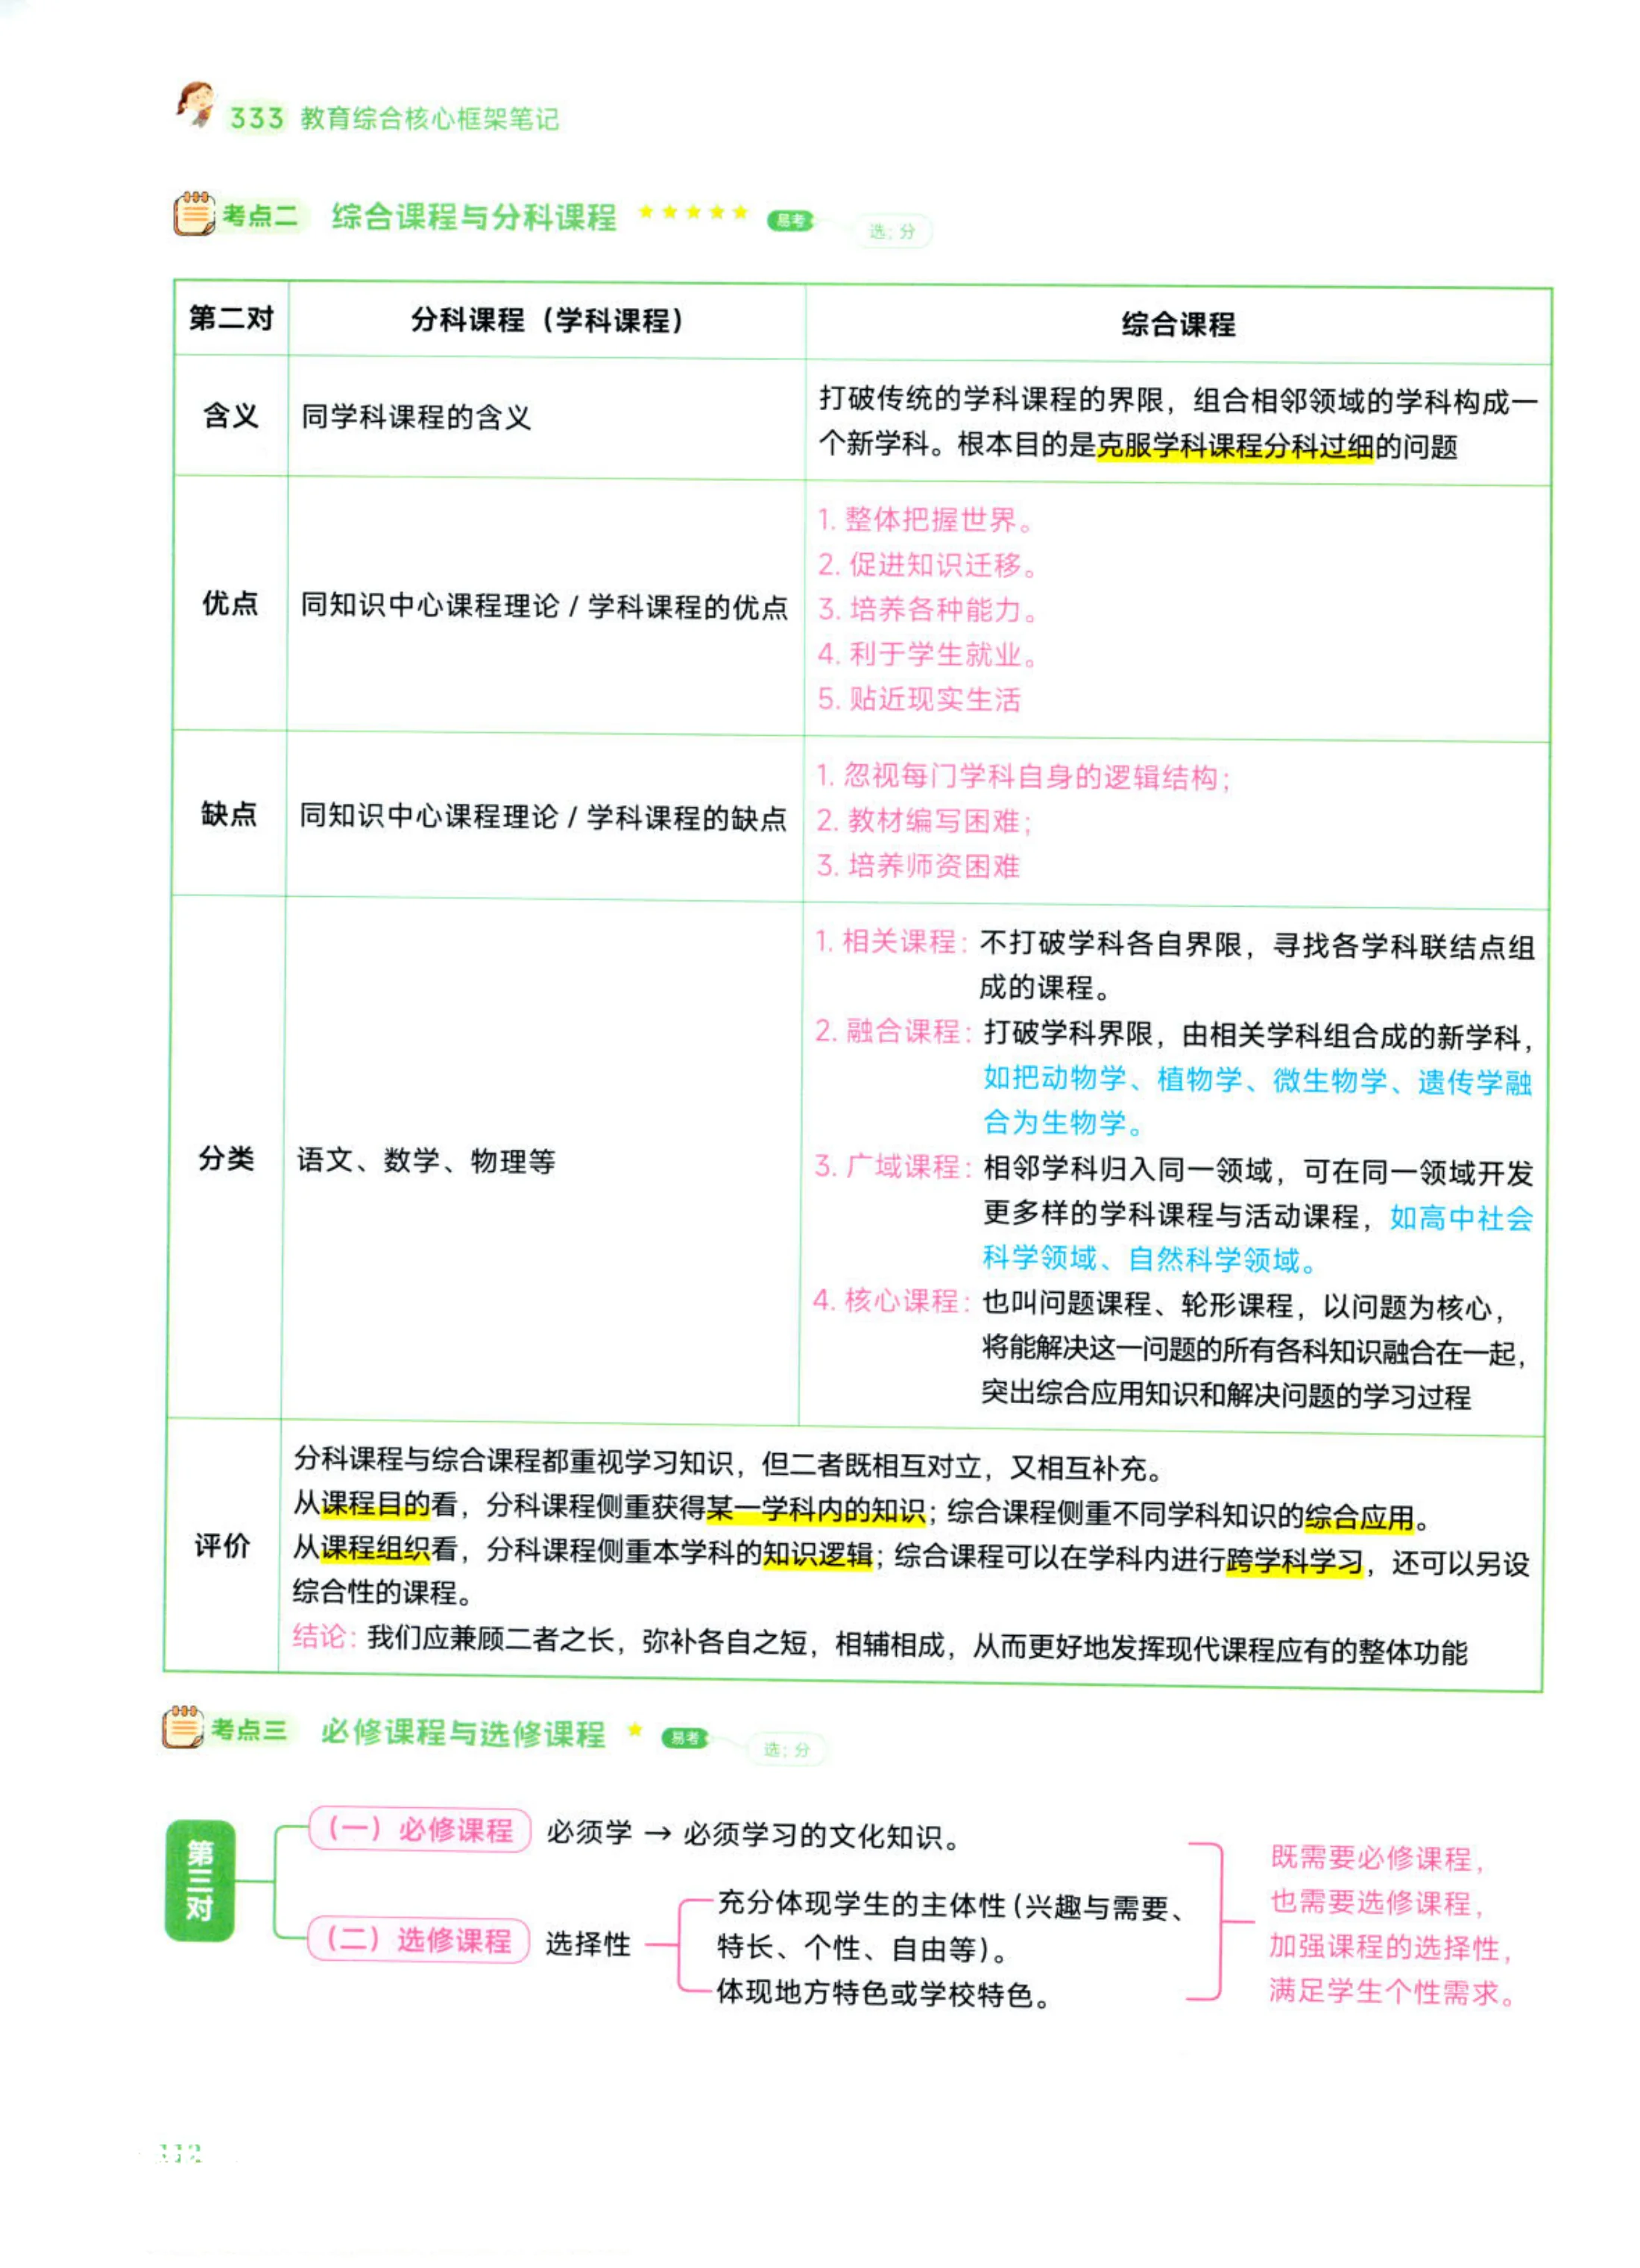 333 教育综合核心框架笔记
考点二 综合课程与分科课程 ★★★★★ 易考 选; 分
第二对 分科课程（学科课程） 综合课程
含义 同学科课程的含义
打破传统的学科课程的界限，组合相邻领域的学科构成一
个新学科。根本目的是克服学科课程分科过细的问题
优点 同知识中心课程理论 / 学科课程的优点
1. 整体把握世界。
2. 促进知识迁移。
3. 培养各种能力。
4. 利于学生就业。
5. 贴近现实生活
缺点 同知识中心课程理论 / 学科课程的缺点
1. 忽视每门学科自身的逻辑结构；
2. 教材编写困难；
3. 培养师资困难
分类 语文、数学、物理等
1. 相关课程：不打破学科各自界限，寻找各学科联结点组
成的课程。
2. 融合课程：打破学科界限，由相关学科组合成的新学科，
如把动物学、植物学、微生物学、遗传学融
合为生物学。
3. 广域课程：相邻学科归入同一领域，可在同一领域开发
更多样的学科课程与活动课程，如高中社会
科学领域、自然科学领域。
4. 核心课程：也叫问题课程、轮形课程，以问题为核心，
将能解决这一问题的所有各科知识融合在一起，
突出综合应用知识和解决问题的学习过程
评价
分科课程与综合课程都重视学习知识，但二者既相互对立，又相互补充。
从课程目的看，分科课程侧重获得某一学科内的知识；综合课程侧重不同学科知识的综合应用。
从课程组织看，分科课程侧重本学科的知识逻辑；综合课程可以在学科内进行跨学科学习，还可以另设
综合性的课程。
结论：我们应兼顾二者之长，弥补各自之短，相辅相成，从而更好地发挥现代课程应有的整体功能
考点三 必修课程与选修课程 ★ 易考 选; 分
第三对
（一）必修课程 必须学 → 必须学习的文化知识。
（二）选修课程 选择性
充分体现学生的主体性（兴趣与需要、
特长、个性、自由等）。
体现地方特色或学校特色。
既需要必修课程，
也需要选修课程，
加强课程的选择性，
满足学生个性需求。